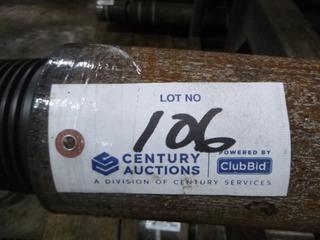 LOT NO
106
CENTURY AUCTIONS
POWERED BY
ClubBid
A DIVISION OF CENTURY SERVICES